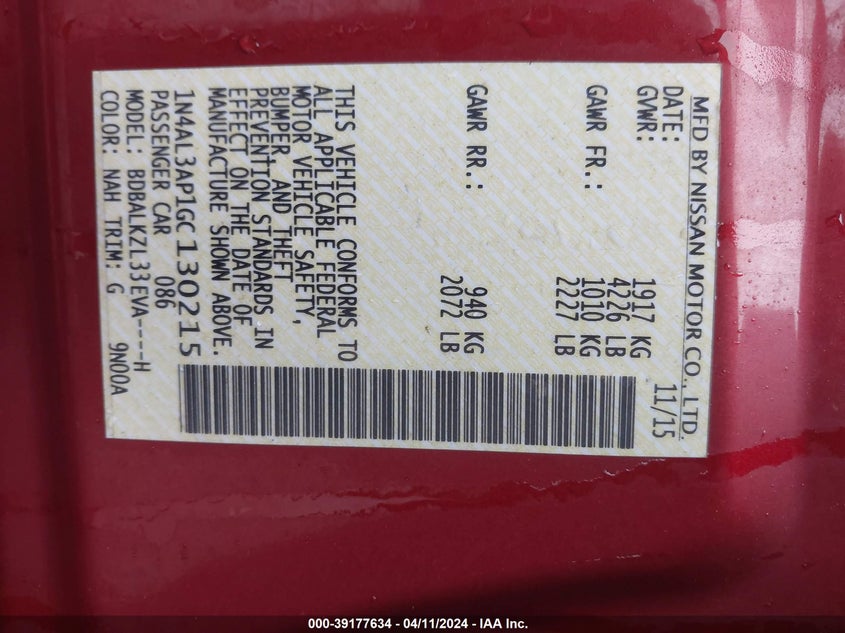 MFD BY NISSAN MOTOR CO., LTD.
DATE: 11/15
GVWR: 1917 KG
4226 LB
GAWR FR.: 1010 KG
2227 LB
GAWR RR.: 940 KG
2072 LB
THIS VEHICLE CONFORMS TO
ALL APPLICABLE FEDERAL
MOTOR VEHICLE SAFETY,
BUMPER AND THEFT
PREVENTION STANDARDS IN
EFFECT ON THE DATE OF
MANUFACTURE SHOWN ABOVE.
1N4AL3AP1GC130215
PASSENGER CAR 086
MODEL: BDBALKZL33EVA----H
COLOR: NAH TRIM: G 9N00A
000-39177634 - 04/11/2024 - IAA Inc.